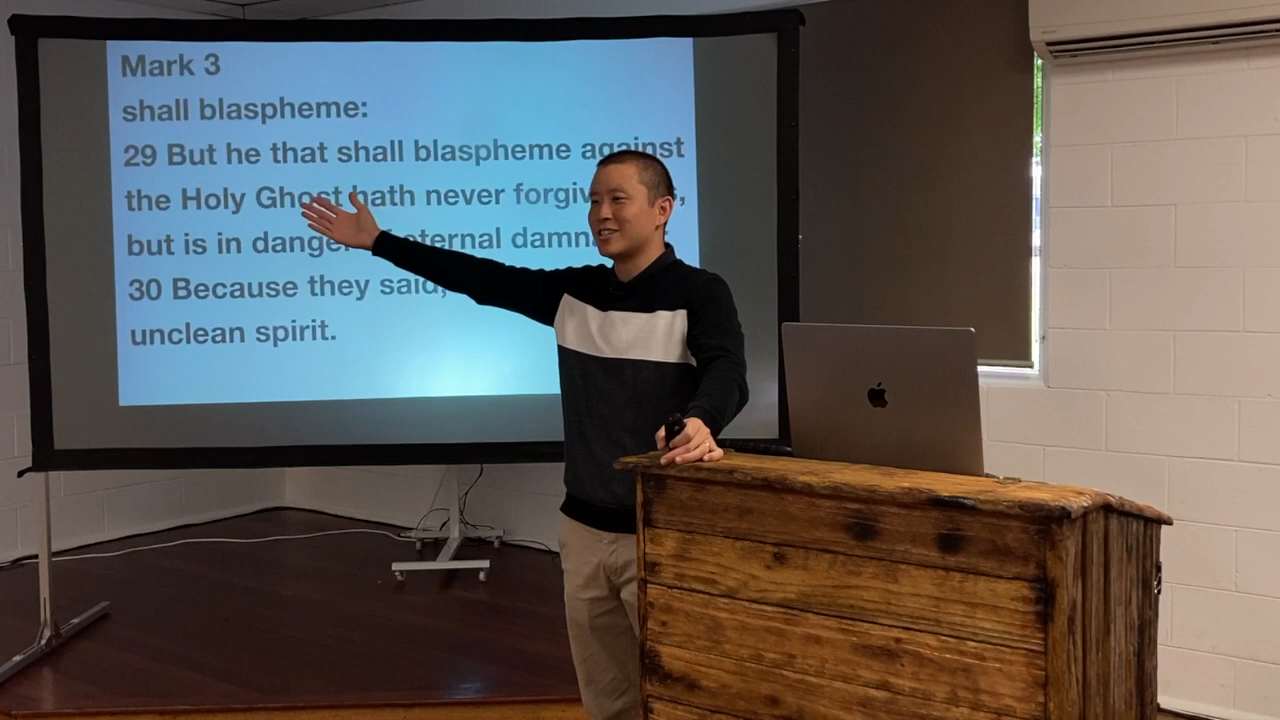 Mark 3
shall blaspheme:
29 But he that shall blaspheme against
the Holy Ghost hath never
but is in eternal
30 Because they said,
unclean spirit.